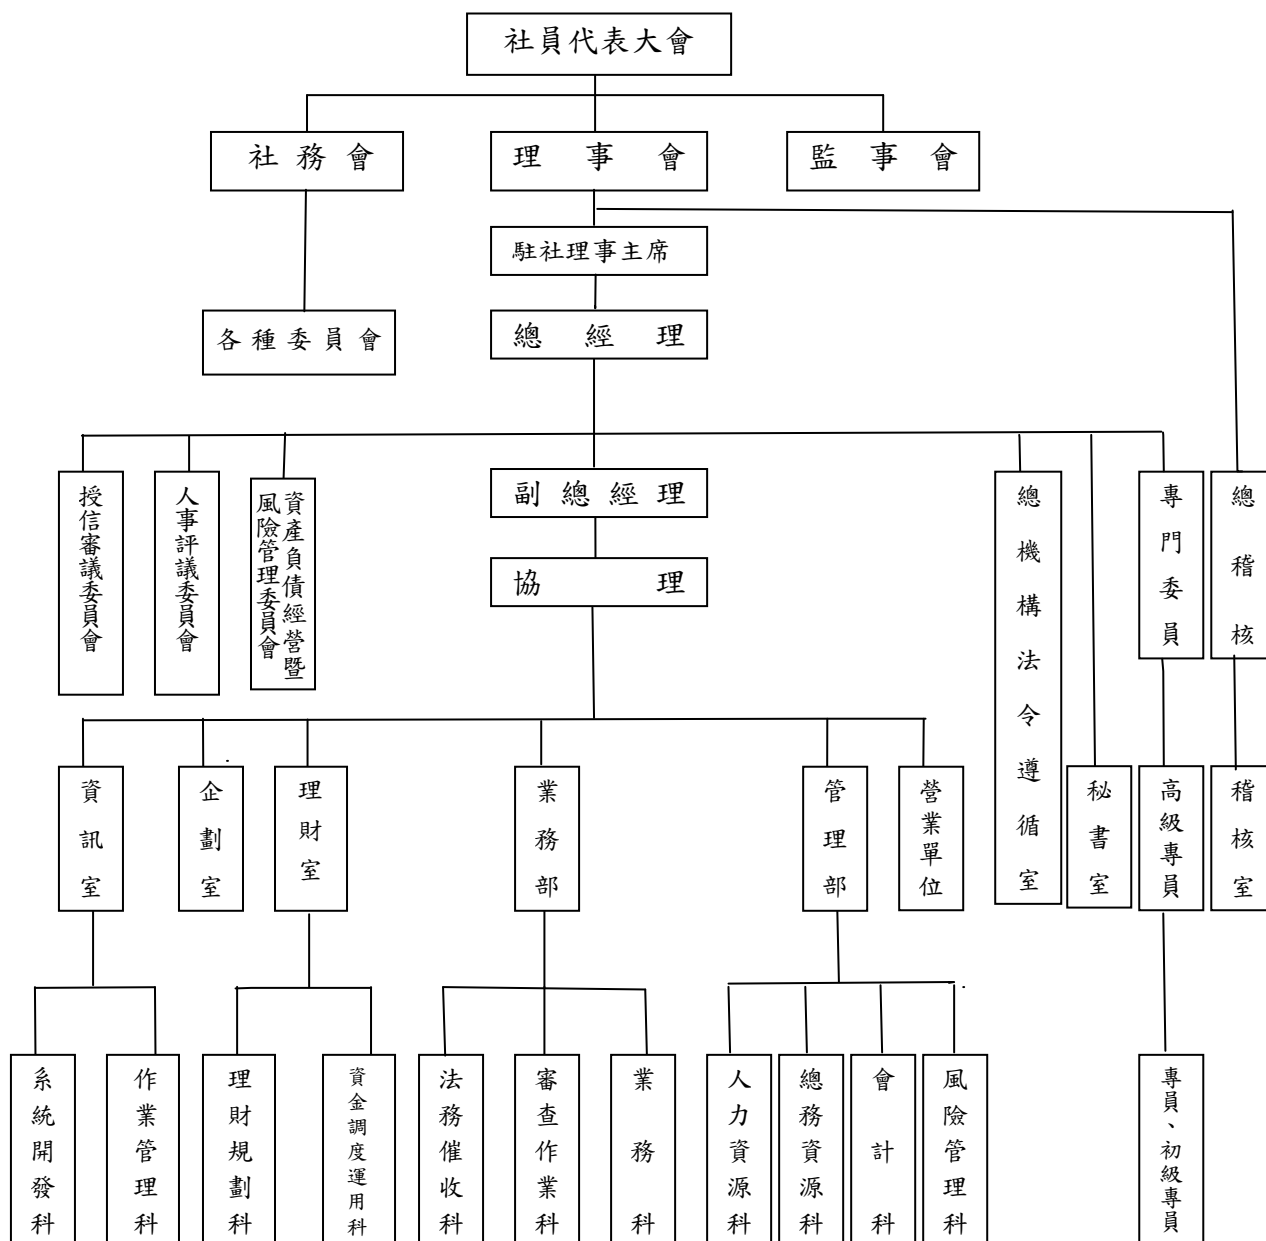 社員代表大會
社務會
理事會
監事會
駐社理事主席
各種委員會
總經理
授信審議委員會
人事評議委員會
資產負債經營暨
風險管理委員會
副總經理
協理
總機構法令遵循室
專門委員
總稽核
資訊室
企劃室
理財室
業務部
管理部
營業單位
秘書室
高級專員
稽核室
系統開發科
作業管理科
理財規劃科
資金調度運用科
法務催收科
審查作業科
業務科
人力資源科
總務資源科
會計科
風險管理科
專員、初級專員